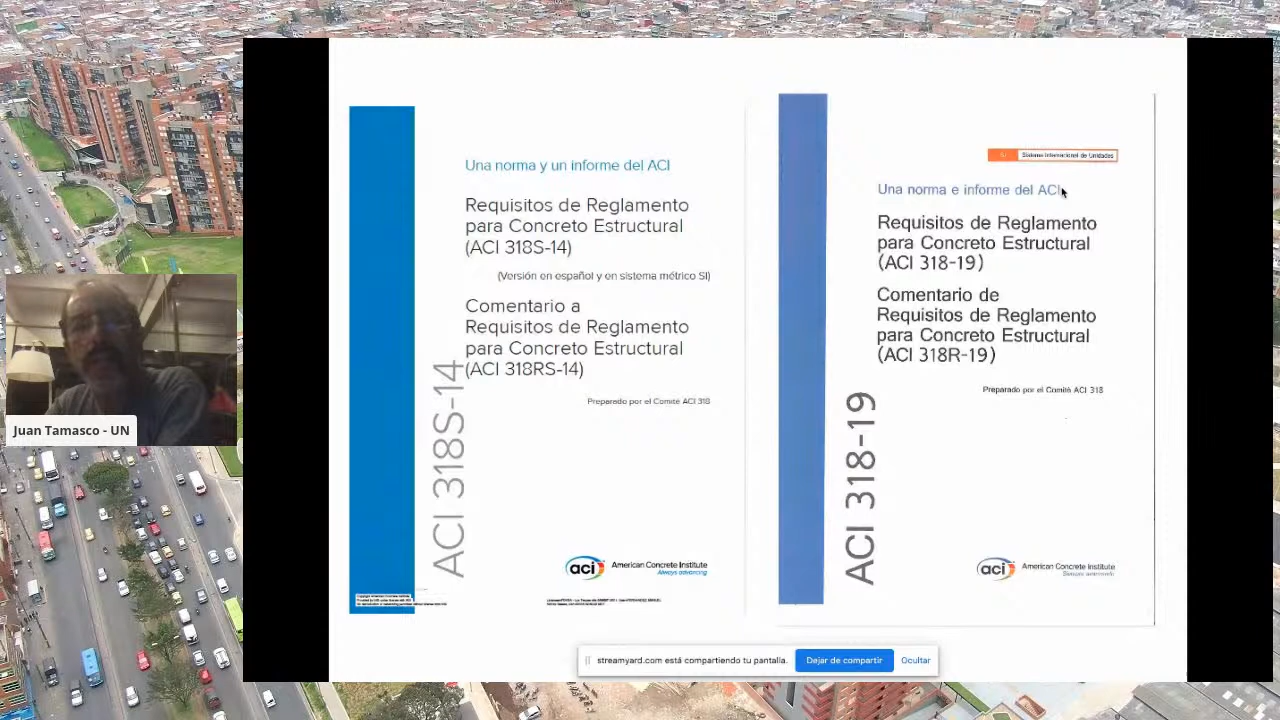 Una norma y un informe del ACI
Requisitos de Reglamento
para Concreto Estructural
(ACI 318S-14)
(Versión en español y en sistema métrico SI)
Comentario a
Requisitos de Reglamento
para Concreto Estructural
(ACI 318RS-14)
Preparado por el Comité ACI 318
ACI 318S-14
aci American Concrete Institute
Always advancing
Sistema Internacional de Unidades
Una norma e informe del ACI
Requisitos de Reglamento
para Concreto Estructural
(ACI 318-19)
Comentario de
Requisitos de Reglamento
para Concreto Estructural
(ACI 318R-19)
Preparado por el Comité ACI 318
ACI 318-19
aci American Concrete Institute
Juan Tamasco - UN
streamyard.com está compartiendo tu pantalla.
Dejar de compartir
Ocultar